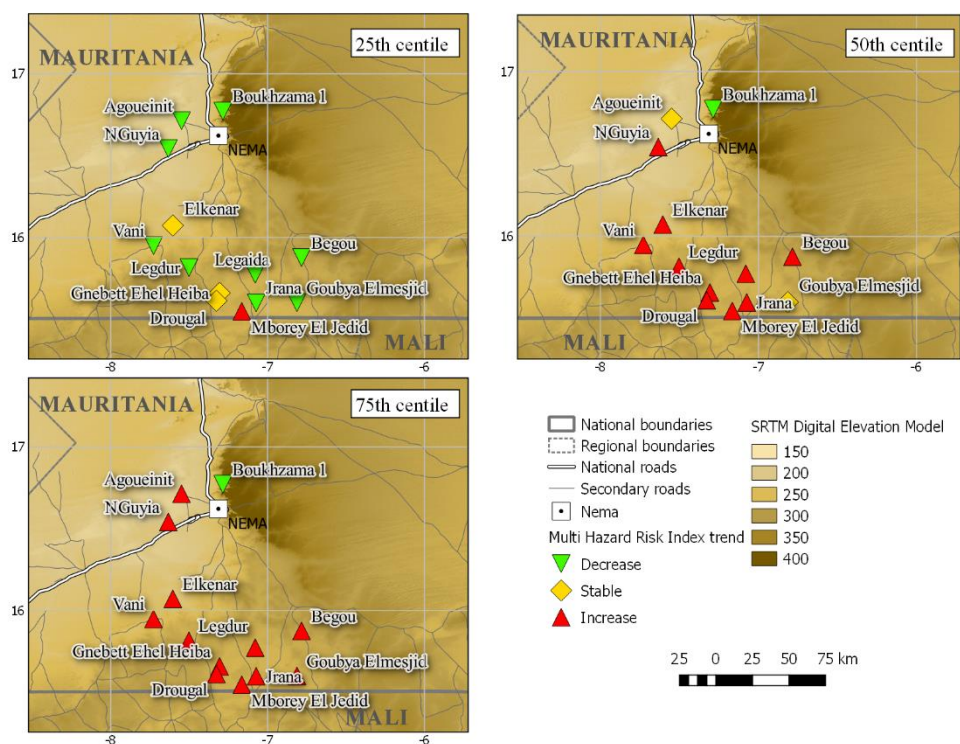 25th centile
MAURITANIA
17
Agoueinit
Boukhzama 1
NGuyia
NEMA
Elkenar
16
Vani
Begou
Legdur
Legaida
Gnebett Ehel Heiba
Jrana
Goubya Elmesjid
Drougal
Mborey El Jedid
MALI
-8
-7
-6
50th centile
MAURITANIA
17
Agoueinit
Boukhzama 1
NGuyia
NEMA
Elkenar
16
Vani
Begou
Legdur
Gnebett Ehel Heiba
Goubya Elmesjid
Drougal
Jrana
Mborey El Jedid
MALI
-8
-7
-6
75th centile
MAURITANIA
17
Agoueinit
Boukhzama 1
NGuyia
NEMA
Elkenar
16
Vani
Begou
Legdur
Gnebett Ehel Heiba
Goubya Elmesjid
Drougal
Jrana
Mborey El Jedid
MALI
-8
-7
-6
National boundaries
Regional boundaries
National roads
Secondary roads
Nema
Multi Hazard Risk Index trend
Decrease
Stable
Increase
SRTM Digital Elevation Model
150
200
250
300
350
400
25 0 25 50 75 km